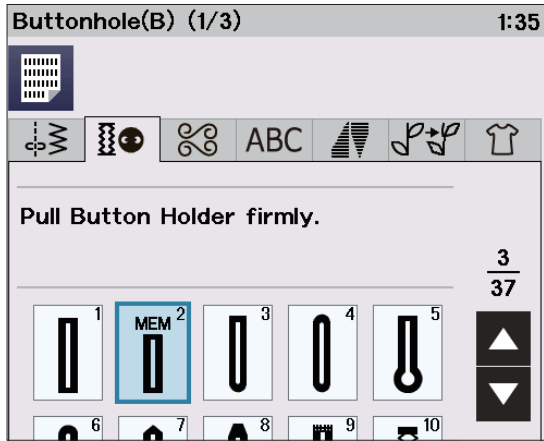 Buttonhole(B) (1/3) 1:35
ABC
Pull Button Holder firmly.
3
37
1 MEM 2 3 4 5
6 7 8 9 10